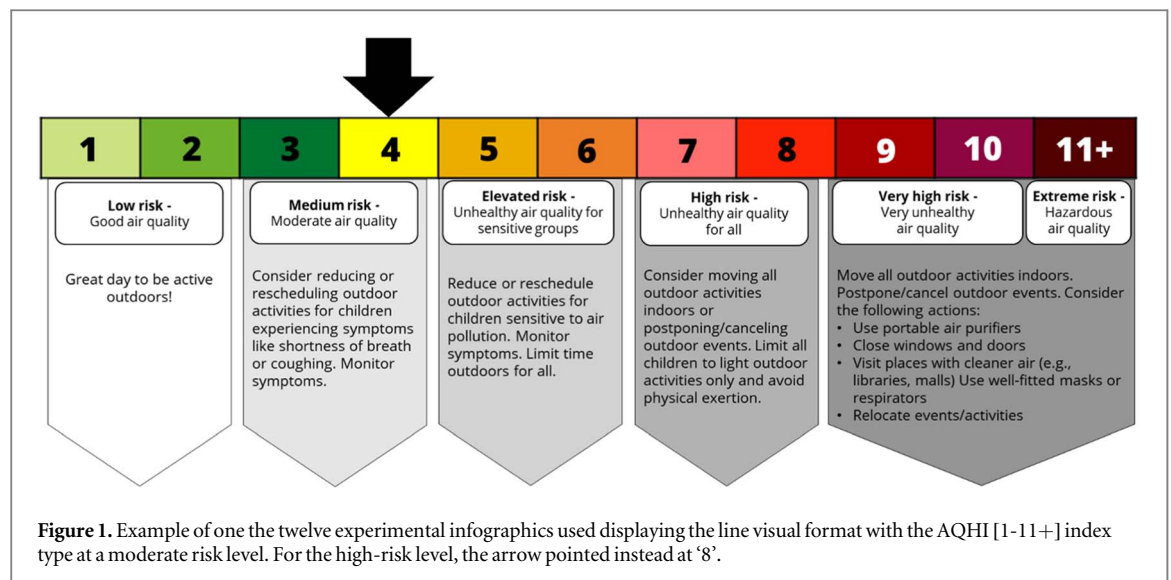 1 2 3 4 5 6 7 8 9 10 11+
Low risk -
Good air quality
Great day to be active
outdoors!
Medium risk -
Moderate air quality
Consider reducing or
rescheduling outdoor
activities for children
experiencing symptoms
like shortness of breath
or coughing. Monitor
symptoms.
Elevated risk -
Unhealthy air quality for
sensitive groups
Reduce or reschedule
outdoor activities for
children sensitive to air
pollution. Monitor
symptoms. Limit time
outdoors for all.
High risk -
Unhealthy air quality
for all
Consider moving all
outdoor activities
indoors or
postponing/canceling
outdoor events. Limit all
children to light outdoor
activities only and avoid
physical exertion.
Very high risk -
Very unhealthy
air quality
Extreme risk -
Hazardous
air quality
Move all outdoor activities indoors.
Postpone/cancel outdoor events. Consider
the following actions:
• Use portable air purifiers
• Close windows and doors
• Visit places with cleaner air (e.g.,
libraries, malls) Use well-fitted masks or
respirators
• Relocate events/activities
Figure 1. Example of one the twelve experimental infographics used displaying the line visual format with the AQHI [1-11+] index
type at a moderate risk level. For the high-risk level, the arrow pointed instead at ‘8’.